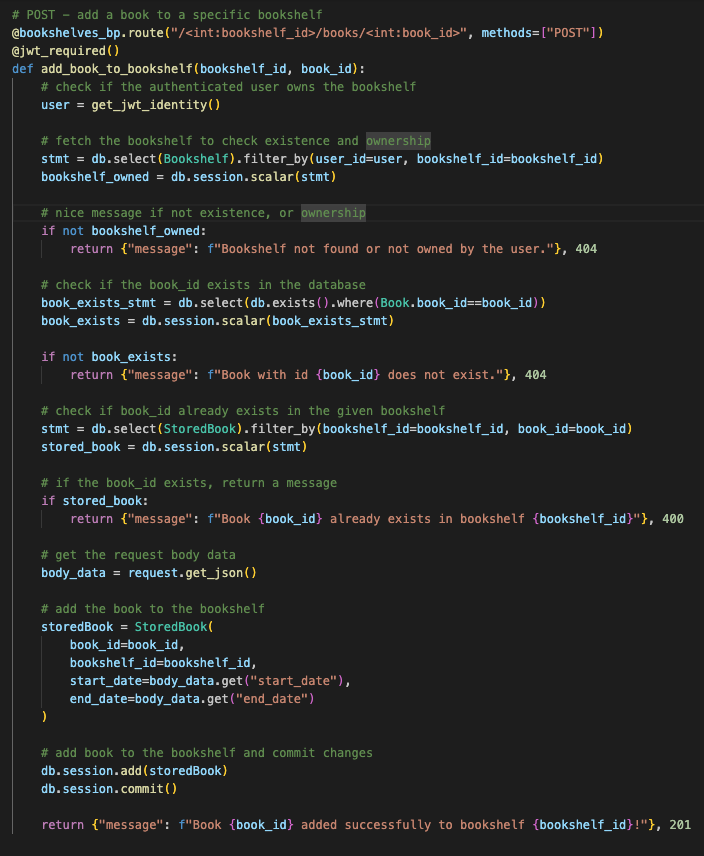 # POST – add a book to a specific bookshelf
@bookshelves_bp.route("/<int:bookshelf_id>/books/<int:book_id>", methods=["POST"])
@jwt_required()
def add_book_to_bookshelf(bookshelf_id, book_id):
    # check if the authenticated user owns the bookshelf
    user = get_jwt_identity()

    # fetch the bookshelf to check existence and ownership
    stmt = db.select(Bookshelf).filter_by(user_id=user, bookshelf_id=bookshelf_id)
    bookshelf_owned = db.session.scalar(stmt)

    # nice message if not existence, or ownership
    if not bookshelf_owned:
        return {"message": f"Bookshelf not found or not owned by the user."}, 404

    # check if the book_id exists in the database
    book_exists_stmt = db.select(db.exists().where(Book.book_id==book_id))
    book_exists = db.session.scalar(book_exists_stmt)

    if not book_exists:
        return {"message": f"Book with id {book_id} does not exist."}, 404

    # check if book_id already exists in the given bookshelf
    stmt = db.select(StoredBook).filter_by(bookshelf_id=bookshelf_id, book_id=book_id)
    stored_book = db.session.scalar(stmt)

    # if the book_id exists, return a message
    if stored_book:
        return {"message": f"Book {book_id} already exists in bookshelf {bookshelf_id}"}, 400

    # get the request body data
    body_data = request.get_json()

    # add the book to the bookshelf
    storedBook = StoredBook(
        book_id=book_id,
        bookshelf_id=bookshelf_id,
        start_date=body_data.get("start_date"),
        end_date=body_data.get("end_date")
    )

    # add book to the bookshelf and commit changes
    db.session.add(storedBook)
    db.session.commit()

    return {"message": f"Book {book_id} added successfully to bookshelf {bookshelf_id}!"}, 201